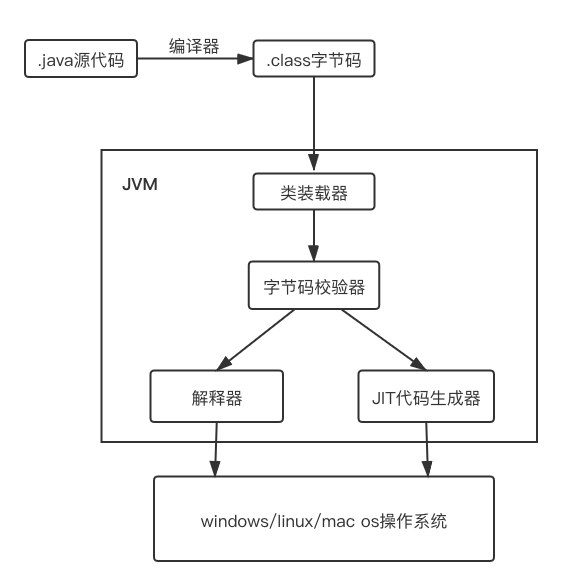 .java源代码
编译器
.class字节码
JVM
类装载器
字节码校验器
解释器
JIT代码生成器
windows/linux/mac os操作系统